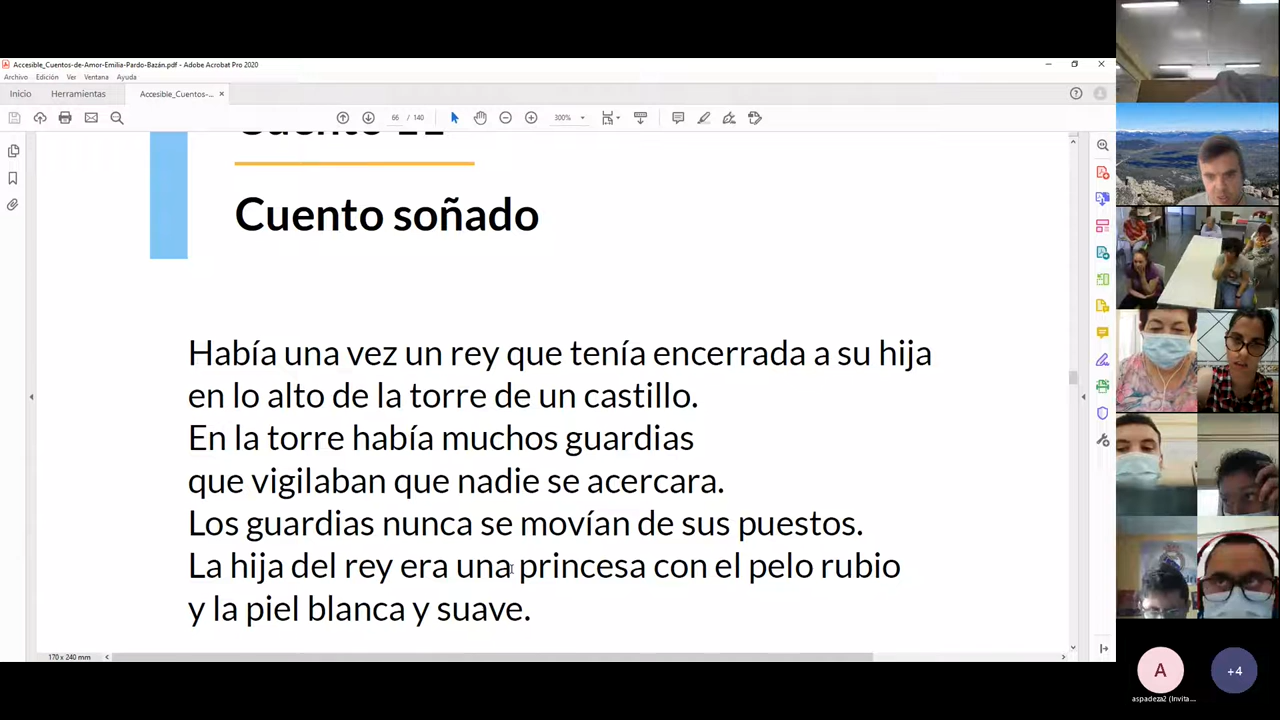 Accesible_Cuentos-de-Amor-Emilia-Pardo-Bazán.pdf - Adobe Acrobat Pro 2020
Archivo Edición Ver Ventana Ayuda
Inicio Herramientas Accesible_Cuentos-... ×
66 / 140 300%
Cuento 11
Cuento soñado
Había una vez un rey que tenía encerrada a su hija
en lo alto de la torre de un castillo.
En la torre había muchos guardias
que vigilaban que nadie se acercara.
Los guardias nunca se movían de sus puestos.
La hija del rey era una princesa con el pelo rubio
y la piel blanca y suave.
170 x 240 mm
A
+4
aspadeza2 (Invita...